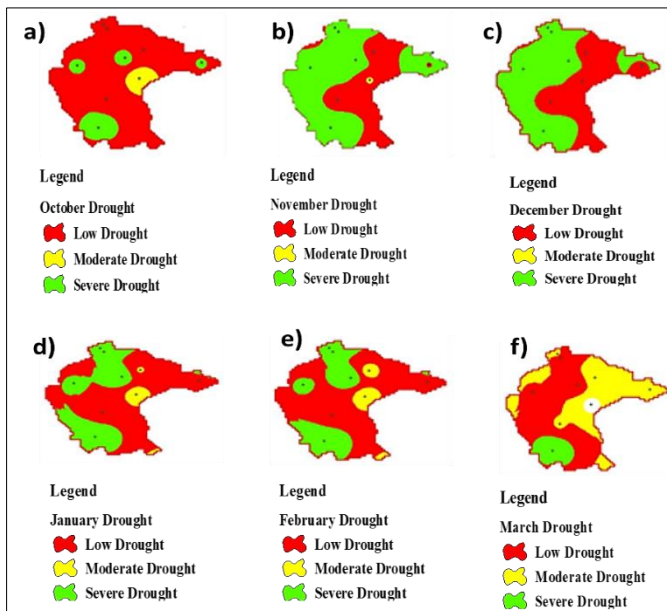 a)
Legend
October Drought
Low Drought
Moderate Drought
Severe Drought
b)
Legend
November Drought
Low Drought
Moderate Drought
Severe Drought
c)
Legend
December Drought
Low Drought
Moderate Drought
Severe Drought
d)
Legend
January Drought
Low Drought
Moderate Drought
Severe Drought
e)
Legend
February Drought
Low Drought
Moderate Drought
Severe Drought
f)
Legend
March Drought
Low Drought
Moderate Drought
Severe Drought